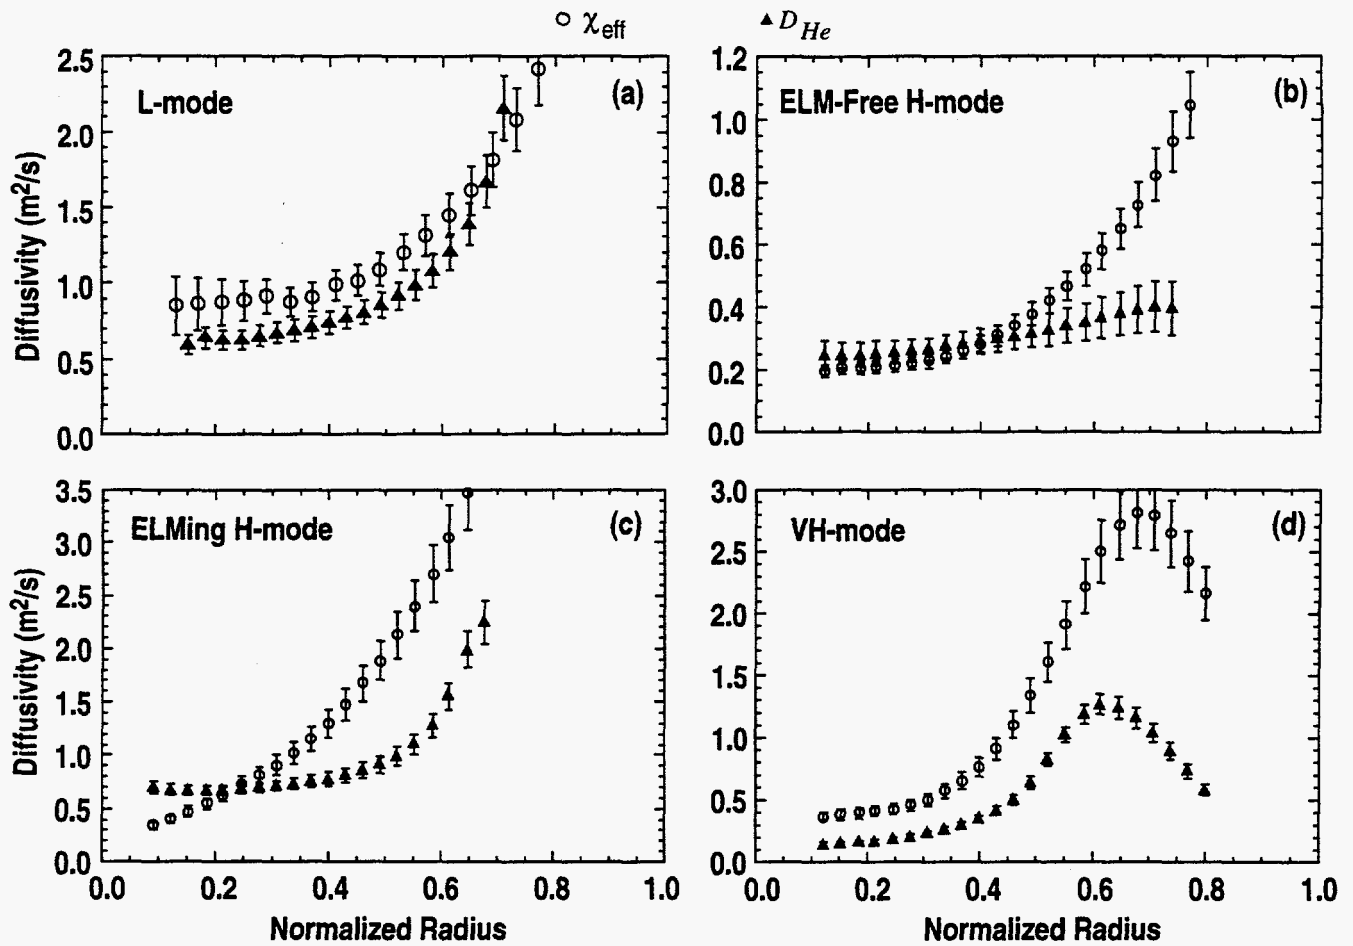 ○ χeff ▲ DHe
2.5
2.0
1.5
1.0
0.5
0.0
Diffusivity (m²/s)
L-mode
(a)
1.2
1.0
0.8
0.6
0.4
0.2
0.0
ELM-Free H-mode
(b)
3.5
3.0
2.5
2.0
1.5
1.0
0.5
0.0
Diffusivity (m²/s)
ELMing H-mode
(c)
0.0 0.2 0.4 0.6 0.8 1.0
Normalized Radius
3.0
2.5
2.0
1.5
1.0
0.5
0.0
VH-mode
(d)
0.0 0.2 0.4 0.6 0.8 1.0
Normalized Radius